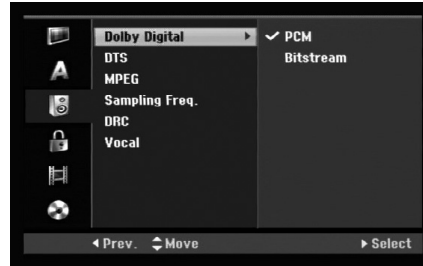 Dolby Digital
DTS
MPEG
Sampling Freq.
DRC
Vocal
PCM
Bitstream
A
Prev. Move Select